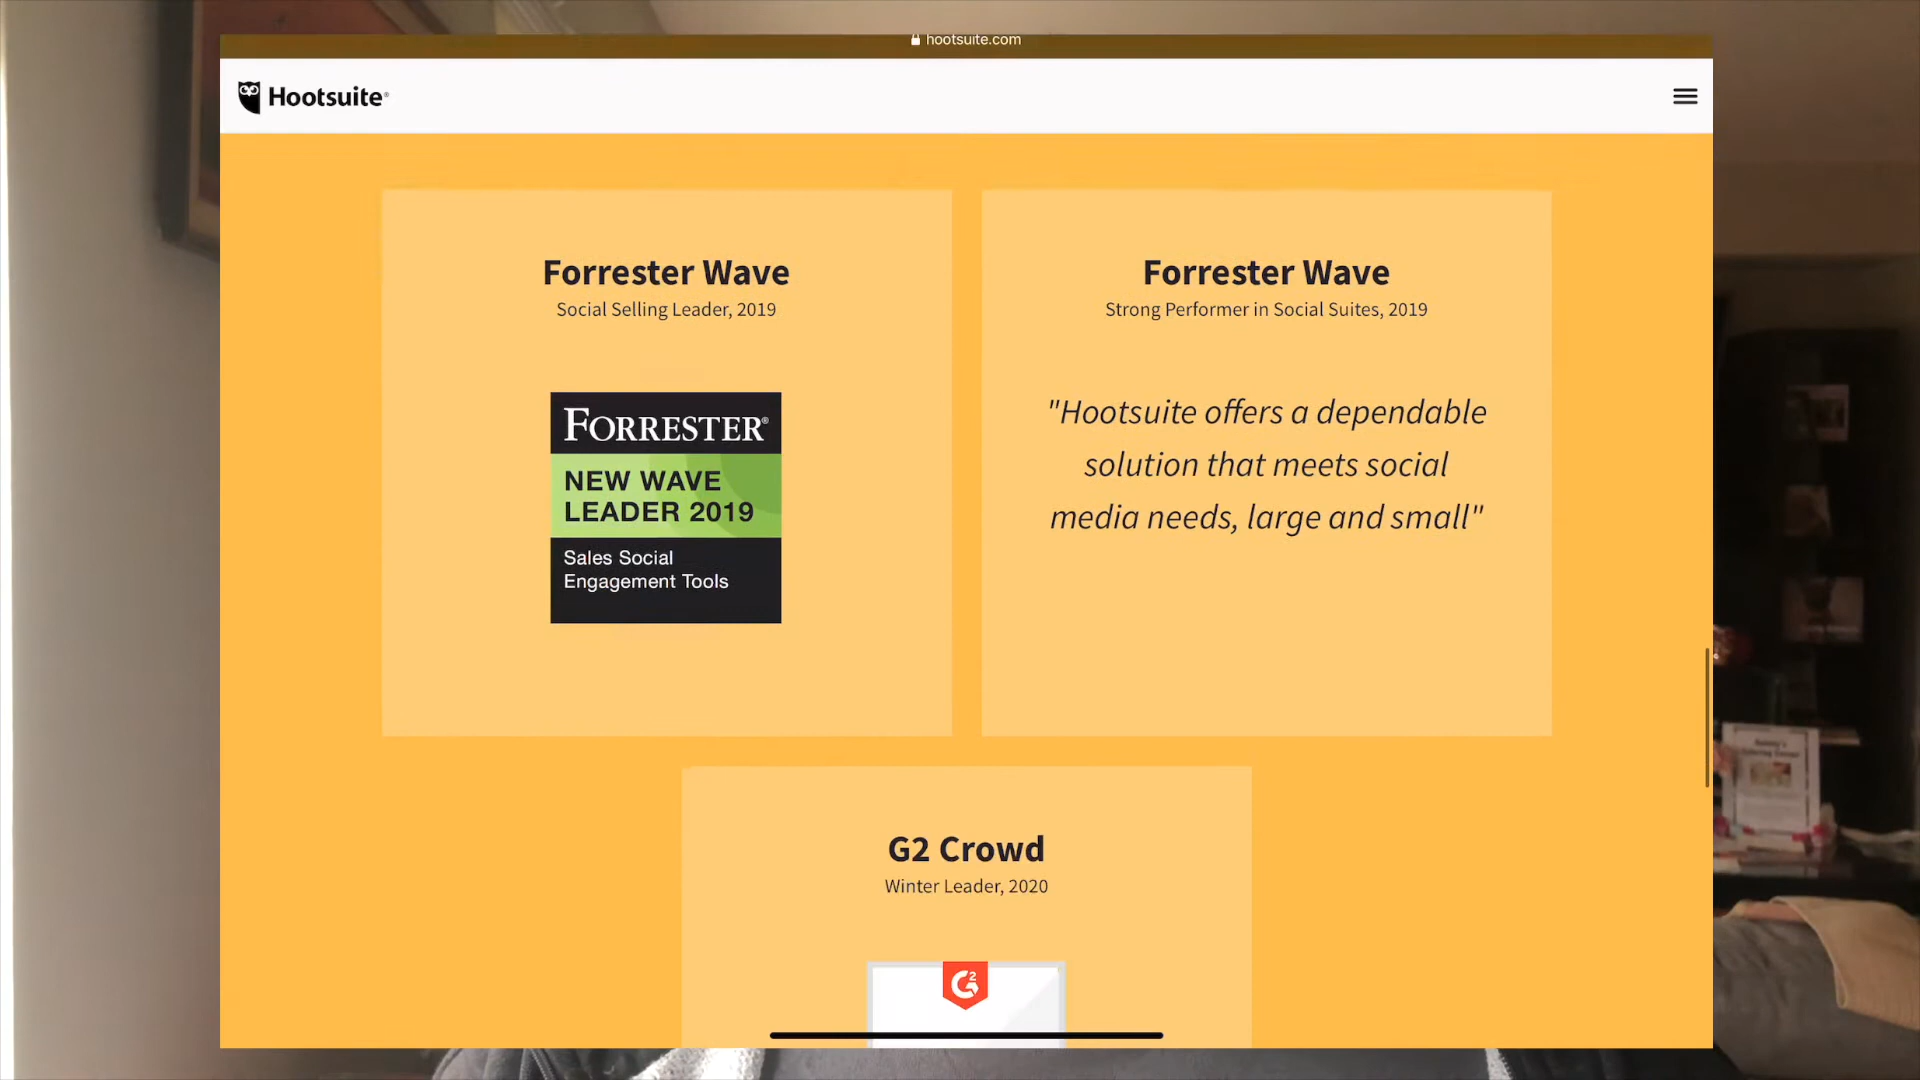 hootsuite.com
Hootsuite®
Forrester Wave
Social Selling Leader, 2019
FORRESTER®
NEW WAVE
LEADER 2019
Sales Social
Engagement Tools
Forrester Wave
Strong Performer in Social Suites, 2019
"Hootsuite offers a dependable
solution that meets social
media needs, large and small"
G2 Crowd
Winter Leader, 2020
G2